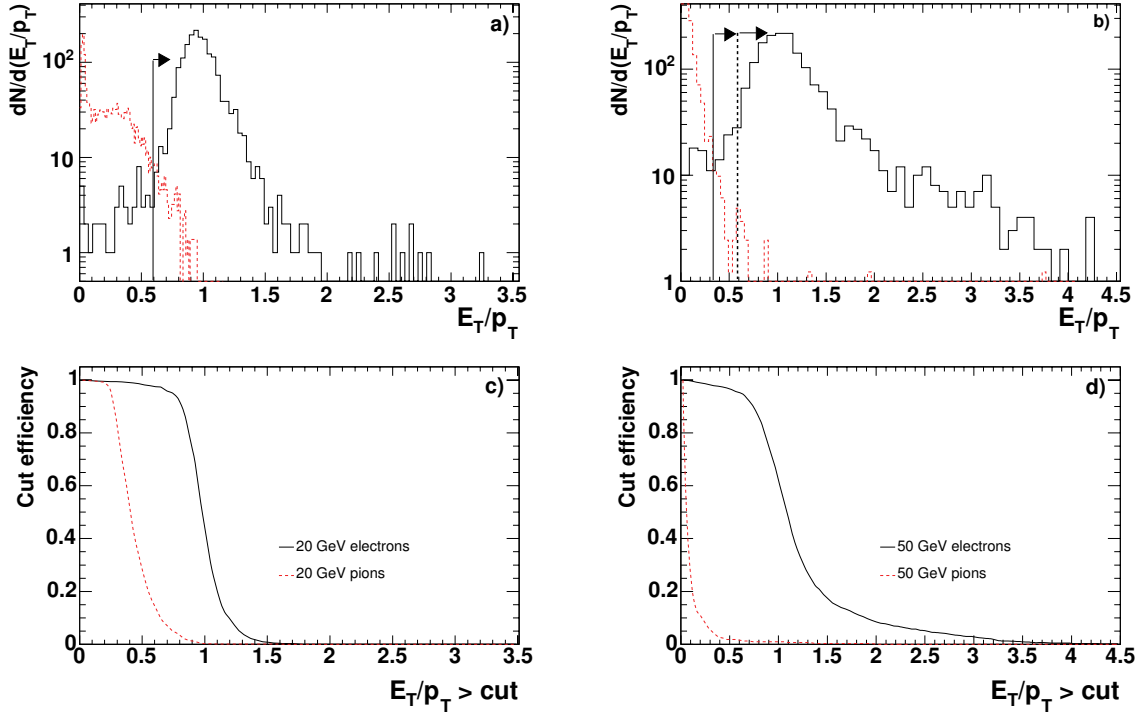 a)
dN/d(E_T/p_T)
10^2
10
1
0 0.5 1 1.5 2 2.5 3 3.5
E_T/p_T
b)
dN/d(E_T/p_T)
10^2
10
1
0 0.5 1 1.5 2 2.5 3 3.5 4 4.5
E_T/p_T
c)
Cut efficiency
1
0.8
0.6
0.4
0.2
0
20 GeV electrons
20 GeV pions
0 0.5 1 1.5 2 2.5 3 3.5
E_T/p_T > cut
d)
Cut efficiency
1
0.8
0.6
0.4
0.2
0
50 GeV electrons
50 GeV pions
0 0.5 1 1.5 2 2.5 3 3.5 4 4.5
E_T/p_T > cut